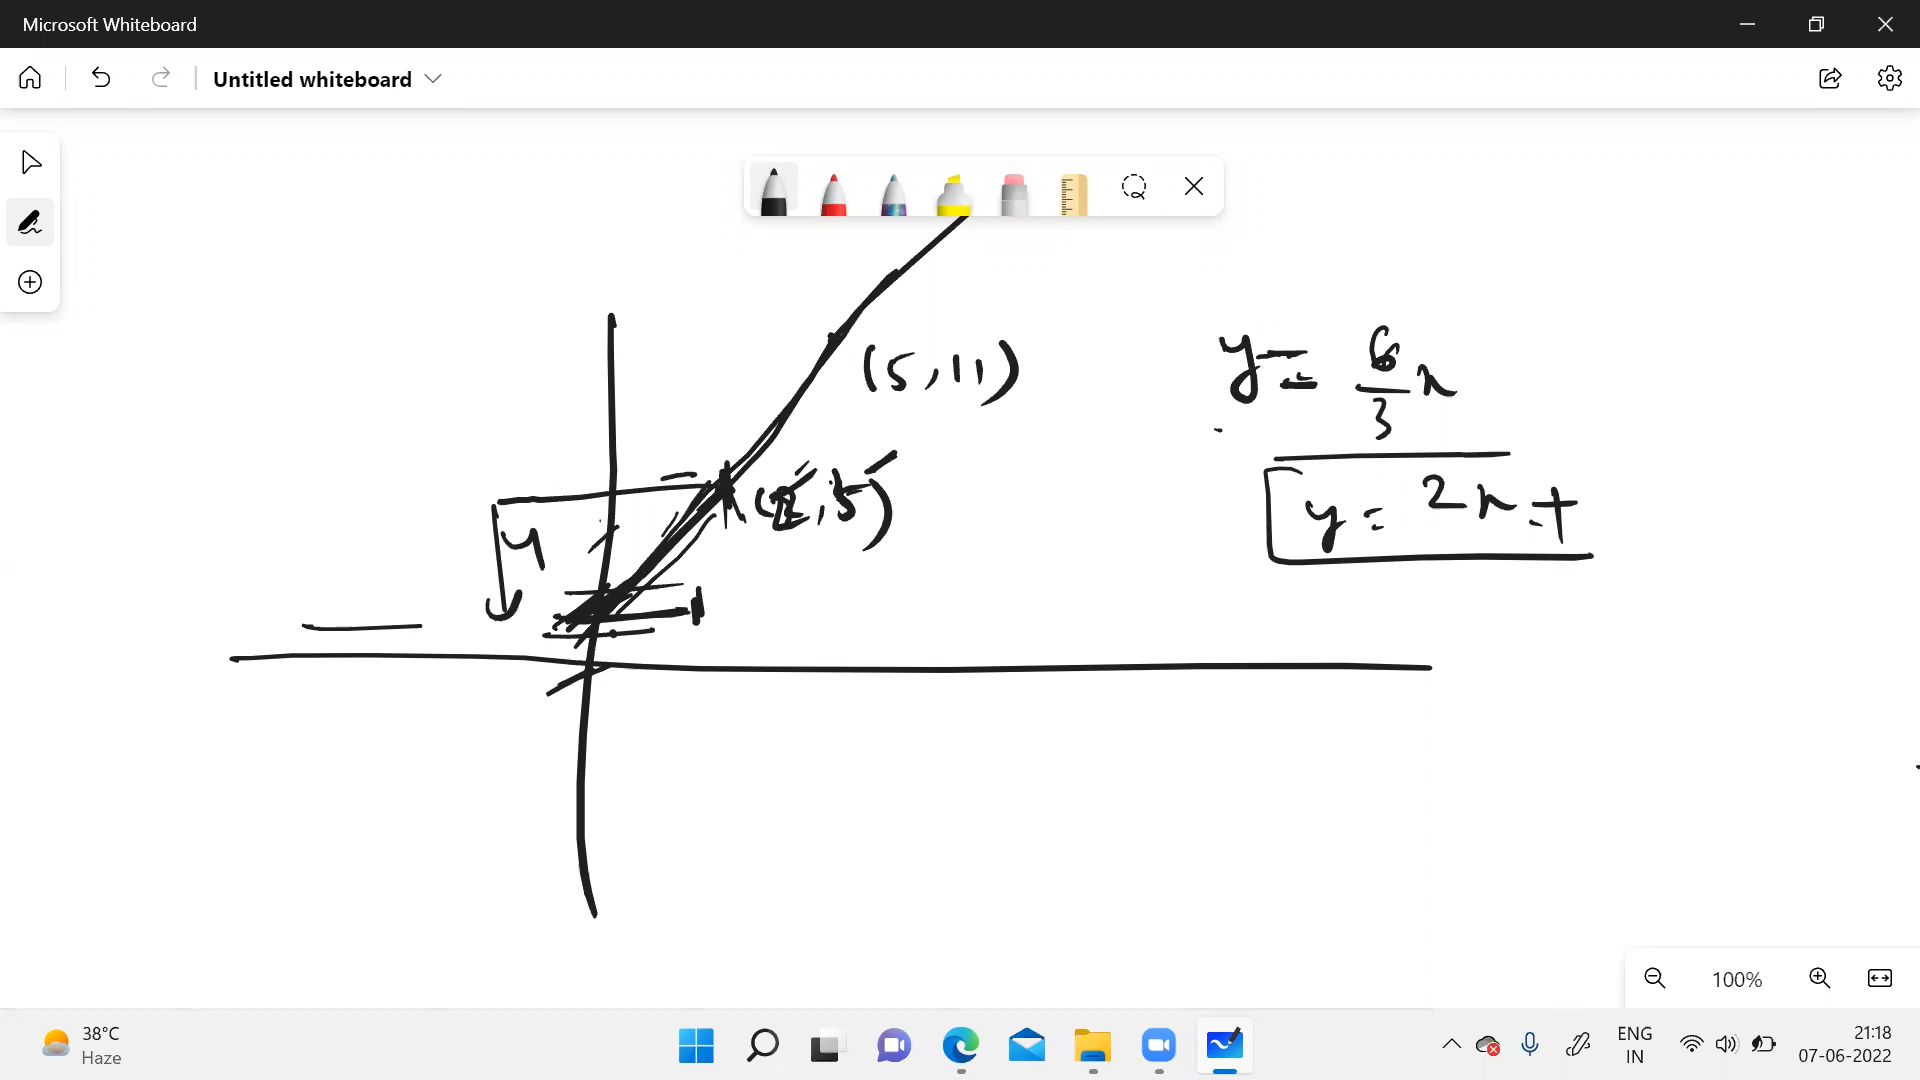 Microsoft Whiteboard
Untitled whiteboard
(5,11)
y = 6/3 x
(2,5)
y = 2x +
4
1
100%
38°C
Haze
ENG
IN
21:18
07-06-2022